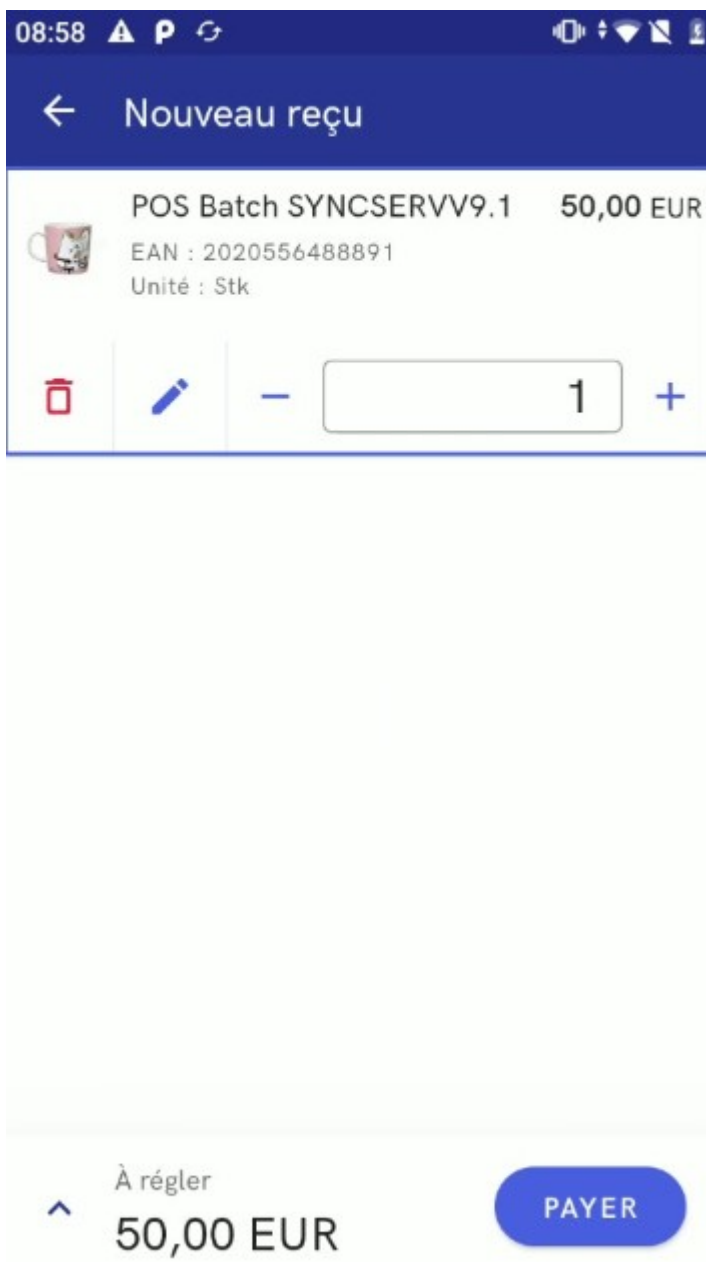 08:58 P
Nouveau reçu
POS Batch SYNCSERVV9.1 50,00 EUR
EAN : 2020556488891
Unité : Stk
1
À régler
50,00 EUR
PAYER